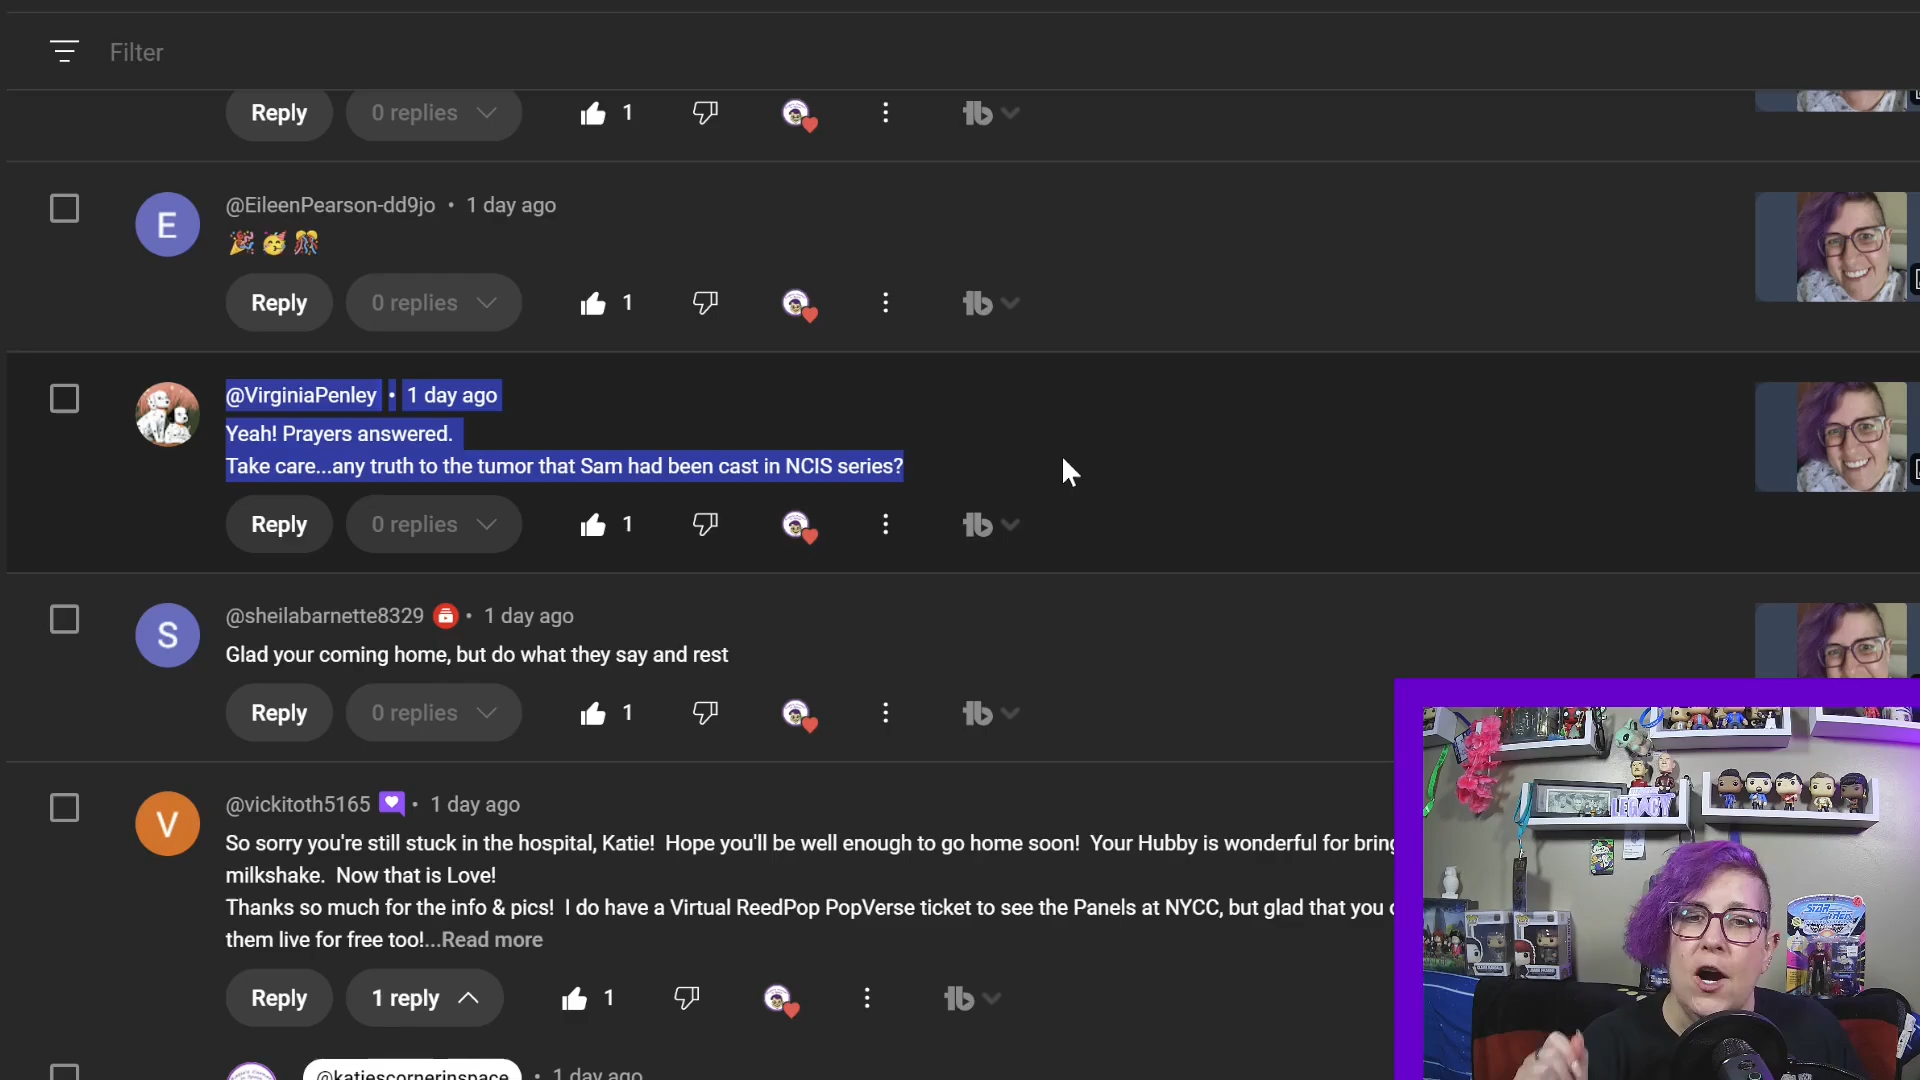 Filter
Reply 0 replies 1
@EileenPearson-dd9jo • 1 day ago
🎉 🥳 🎊
E
Reply 0 replies 1
@VirginiaPenley • 1 day ago
Yeah! Prayers answered.
Take care...any truth to the tumor that Sam had been cast in NCIS series?
Reply 0 replies 1
@sheilabarnette8329 • 1 day ago
S
Glad your coming home, but do what they say and rest
Reply 0 replies 1
@vickitoth5165 • 1 day ago
V
So sorry you're still stuck in the hospital, Katie! Hope you'll be well enough to go home soon! Your Hubby is wonderful for bring
milkshake. Now that is Love!
Thanks so much for the info & pics! I do have a Virtual ReedPop PopVerse ticket to see the Panels at NYCC, but glad that you
them live for free too!...Read more
Reply 1 reply 1
@katiescornerinspace • 1 day ago
LEGACY
STAR TREK